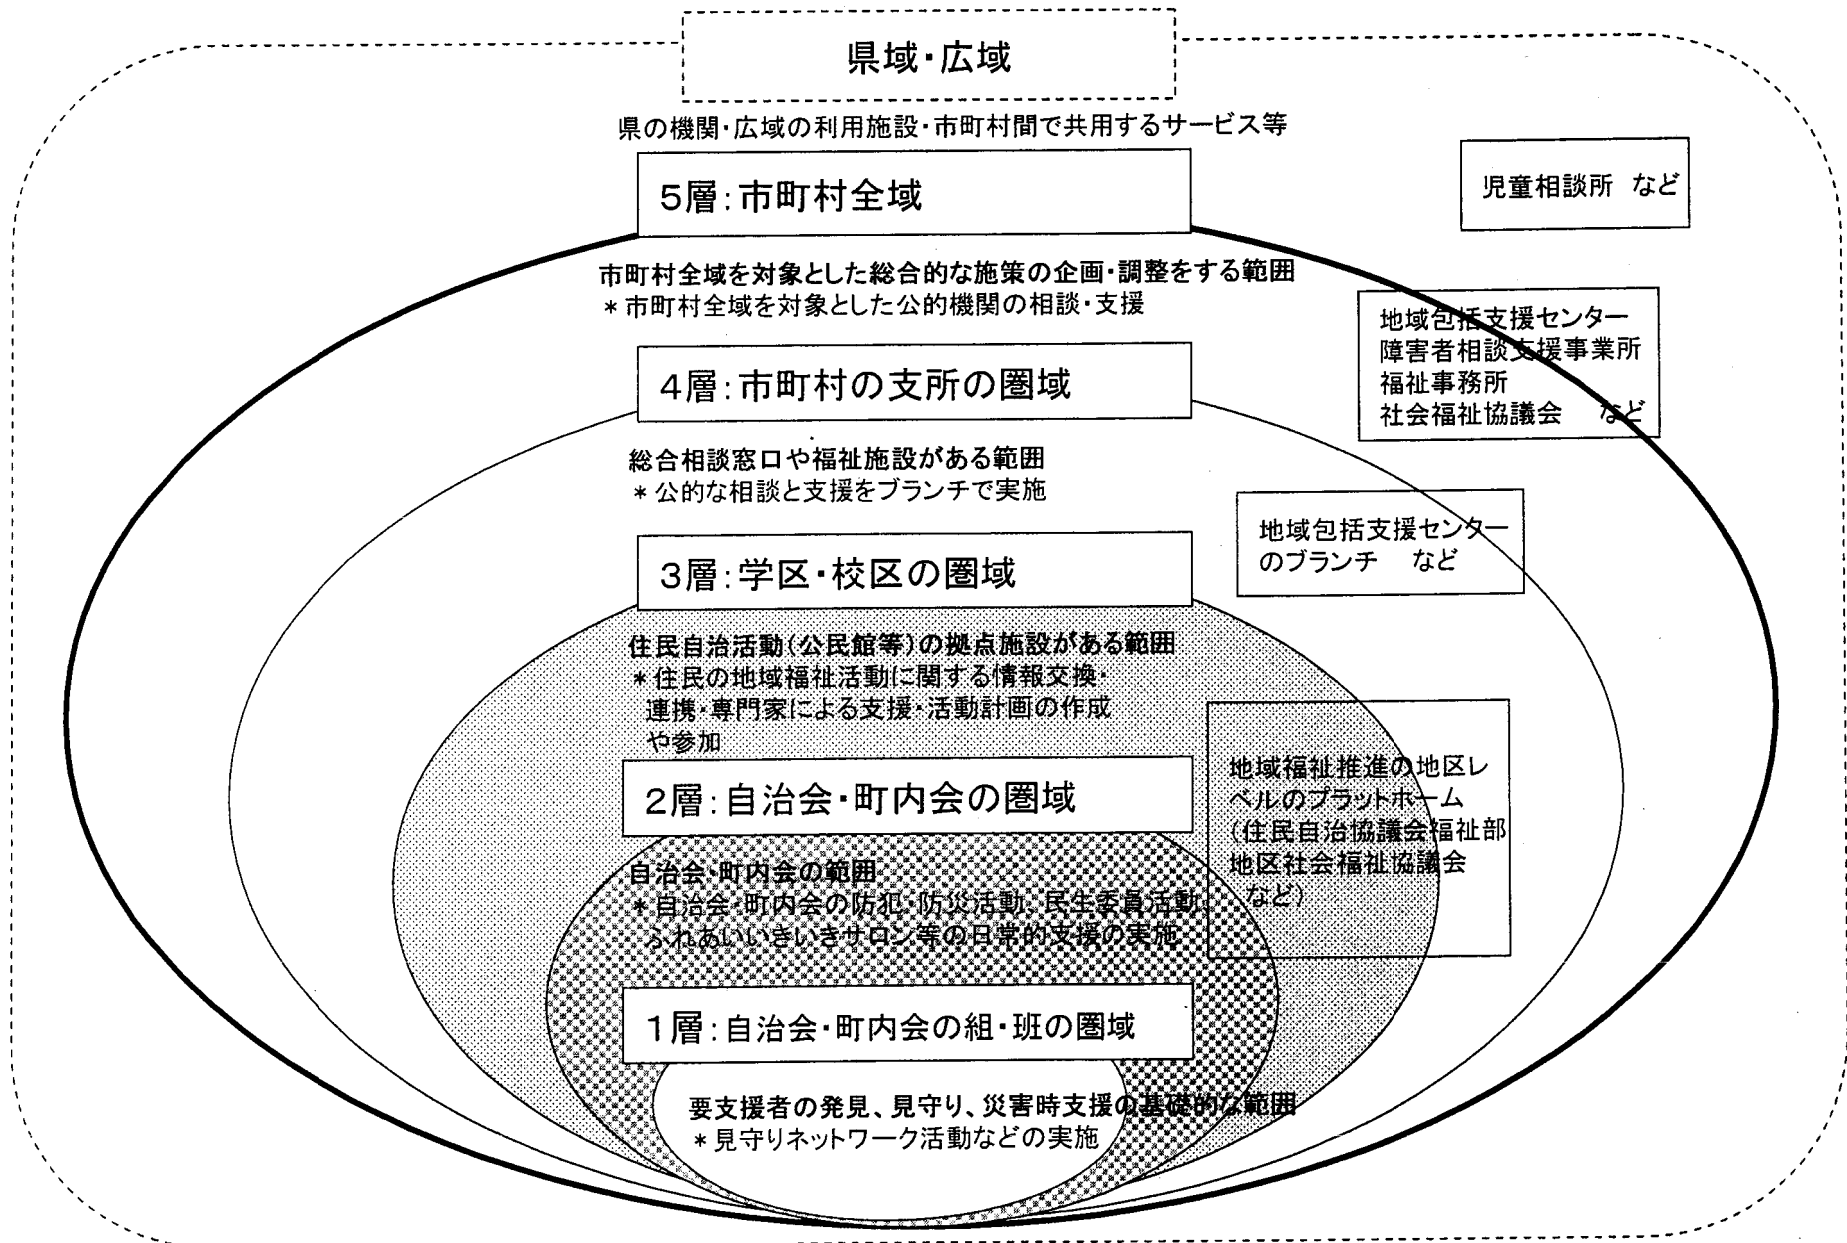 県域・広域
県の機関・広域の利用施設・市町村間で共用するサービス等
5層:市町村全域
児童相談所 など
市町村全域を対象とした総合的な施策の企画・調整をする範囲
*市町村全域を対象とした公的機関の相談・支援
地域包括支援センター
障害者相談支援事業所
福祉事務所
社会福祉協議会 など
4層:市町村の支所の圏域
総合相談窓口や福祉施設がある範囲
*公的な相談と支援をブランチで実施
地域包括支援センター
のブランチ など
3層:学区・校区の圏域
住民自治活動(公民館等)の拠点施設がある範囲
*住民の地域福祉活動に関する情報交換・
連携・専門家による支援・活動計画の作成
や参加
地域福祉推進の地区レ
ベルのプラットホーム
(住民自治協議会福祉部
地区社会福祉協議会
など)
2層:自治会・町内会の圏域
自治会・町内会の範囲
*自治会・町内会の防犯・防災活動、民生委員活動、
ふれあいいきいきサロン等の日常的支援の実施
1層:自治会・町内会の組・班の圏域
要支援者の発見、見守り、災害時支援の基礎的な範囲
*見守りネットワーク活動などの実施